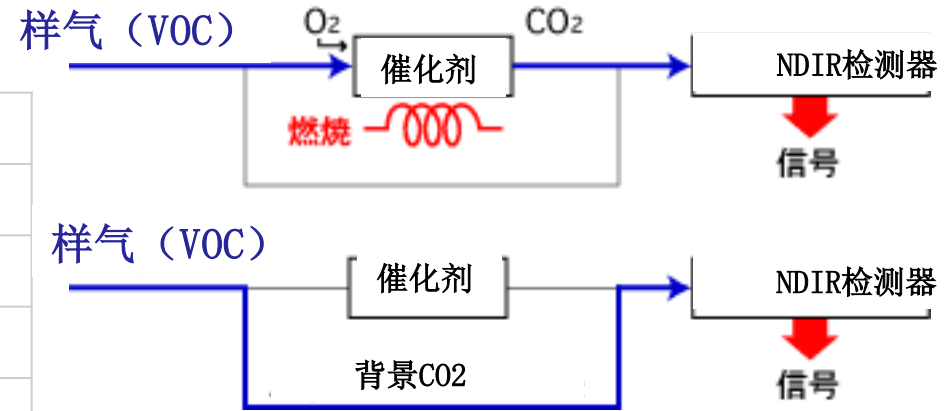 样气（VOC）
O₂
CO₂
催化剂
NDIR检测器
燃烧
信号
样气（VOC）
催化剂
NDIR检测器
背景CO2
信号